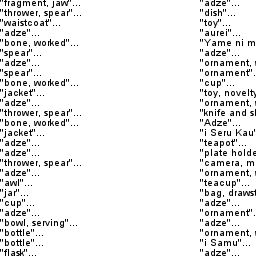 "fragment, jaw"...
"thrower, spear"...
"waistcoat"...
"adze"...
"bone, worked"...
"spear"...
"adze"...
"spear"...
"bone, worked"...
"jacket"...
"adze"...
"thrower, spear"...
"bone, worked"...
"jacket"...
"adze"...
"adze"...
"thrower, spear"...
"adze"...
"awl"...
"jar"...
"cup"...
"adze"...
"bowl, serving"...
"bottle"...
"bottle"...
"flask"...
"adze"...
"dish"...
"toy"...
"aurei"...
"Yame ni m
"adze"...
"ornament,
"ornament".
"cup"...
"toy, novelty
"ornament,
"knife and sh
"Adze"...
"i Seru Kau'
"teapot"...
"plate holde
"camera, m
"ornament,
"teacup"...
"bag, drawst
"adze"...
"ornament".
"adze"...
"ornament,
"i Samu"...
"adze"...